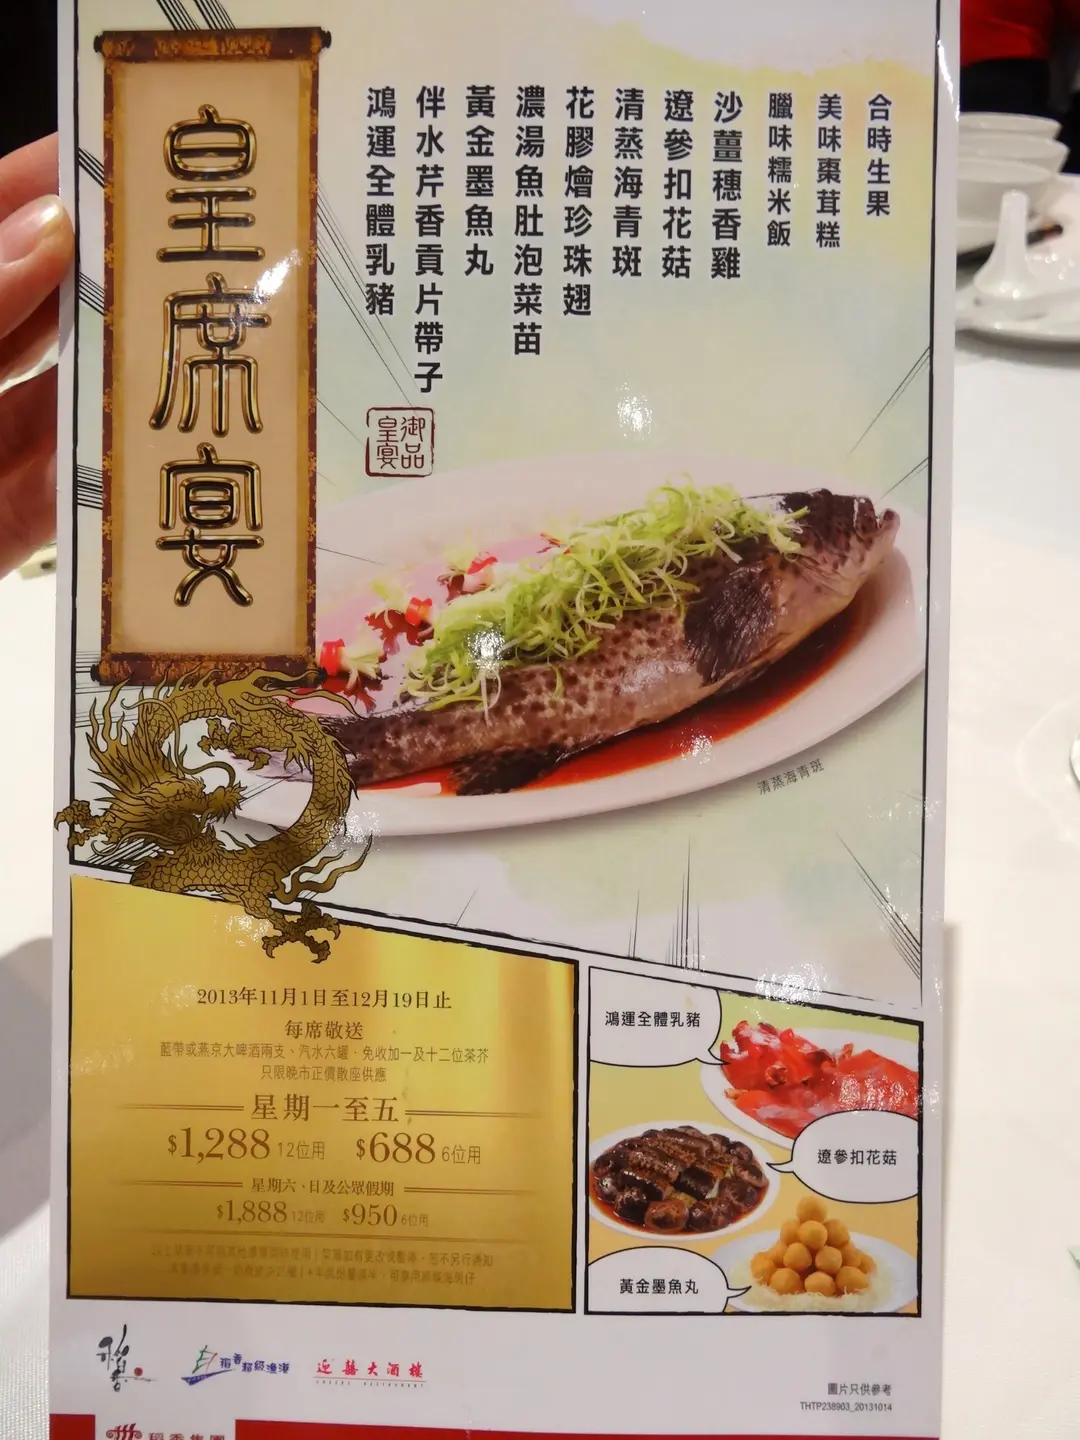 皇席宴
鴻運全體乳豬
伴水芹香貢片帶子
黃金墨魚丸
濃湯魚肚泡菜苗
花膠燴珍珠翅
清蒸海青斑
遼參扣花菇
沙薑穗香雞
臘味糯米飯
美味棗茸糕
合時生果
御品皇宴
清蒸海青斑
2013年11月1日至12月19日止
每席敬送
藍帶或燕京大啤酒兩支、汽水六罐、免收加一及十二位茶芥
只限晚市正價散座供應
星期一至五
$1,288 12位用 $688 6位用
星期六、日及公眾假期
$1,888 12位用 $950 6位用
鴻運全體乳豬
遼參扣花菇
黃金墨魚丸
稻香
稻香超級漁港
迎囍大酒樓
圖片只供參考
THTP238903_20131014
稻香集團